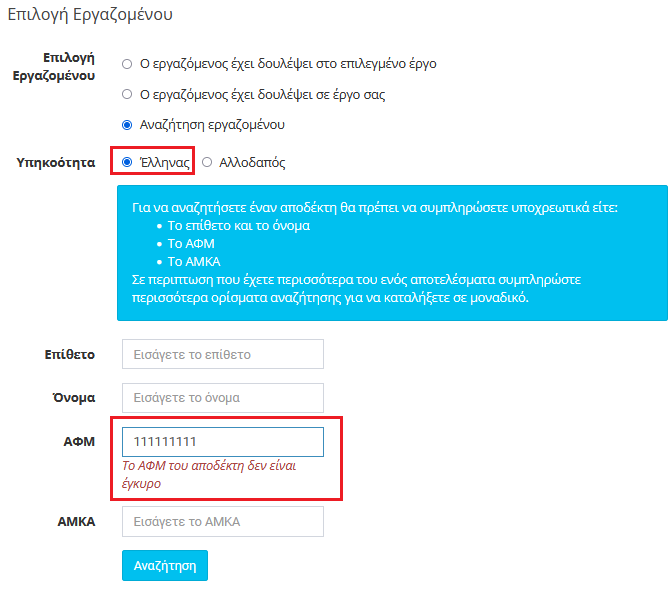 Επιλογή Εργαζομένου
Επιλογή
Εργαζομένου
Ο εργαζόμενος έχει δουλέψει στο επιλεγμένο έργο
Ο εργαζόμενος έχει δουλέψει σε έργο σας
Αναζήτηση εργαζομένου
Υπηκοότητα
Έλληνας
Αλλοδαπός
Για να αναζητήσετε έναν αποδέκτη θα πρέπει να συμπληρώσετε υποχρεωτικά είτε:
• Το επίθετο και το όνομα
• Το ΑΦΜ
• Το ΑΜΚΑ
Σε περιπτωση που έχετε περισσότερα του ενός αποτελέσματα συμπληρώστε
περισσότερα ορίσματα αναζήτησης για να καταλήξετε σε μοναδικό.
Επίθετο
Εισάγετε το επίθετο
Όνομα
Εισάγετε το όνομα
ΑΦΜ
111111111
Το ΑΦΜ του αποδέκτη δεν είναι
έγκυρο
ΑΜΚΑ
Εισάγετε το ΑΜΚΑ
Αναζήτηση